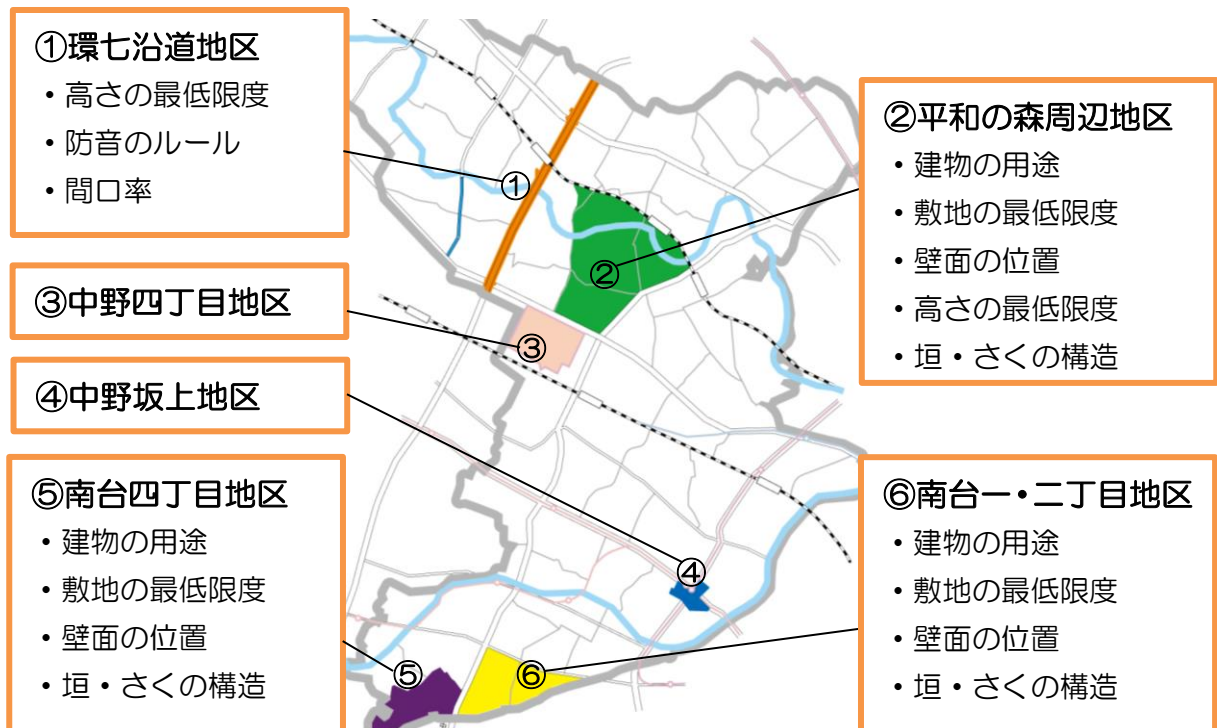 ①環七沿道地区
・高さの最低限度
・防音のルール
・間口率
②平和の森周辺地区
・建物の用途
・敷地の最低限度
・壁面の位置
・高さの最低限度
・垣・さくの構造
③中野四丁目地区
④中野坂上地区
⑤南台四丁目地区
・建物の用途
・敷地の最低限度
・壁面の位置
・垣・さくの構造
⑥南台一・二丁目地区
・建物の用途
・敷地の最低限度
・壁面の位置
・垣・さくの構造
①
②
③
④
⑤
⑥